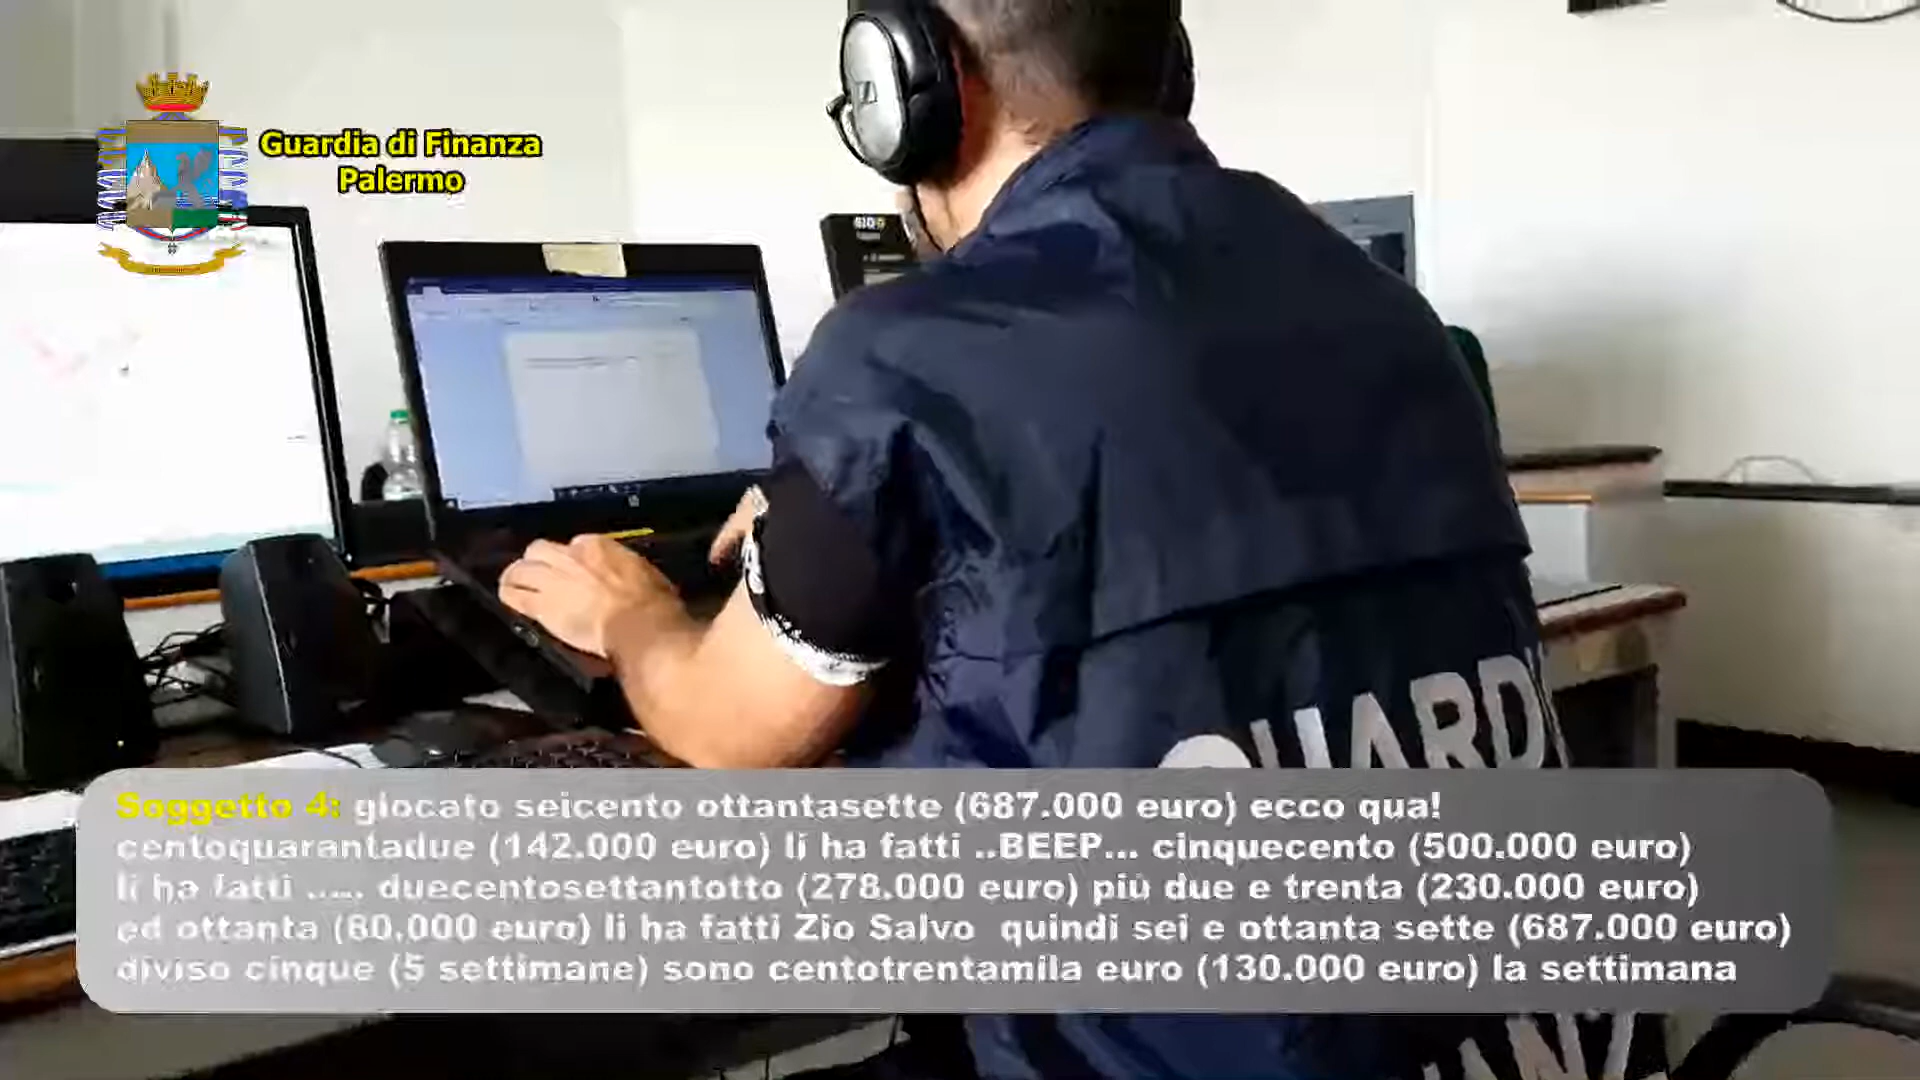 Guardia di Finanza
Palermo
SIO
GUARDI
Soggetto 4: giocato seicento ottantasette (687.000 euro) ecco qua!
centoquarantadue (142.000 euro) li ha fatti ..BEEP... cinquecento (500.000 euro)
li ha fatti ..... duecentosettantotto (278.000 euro) più due e trenta (230.000 euro)
ed ottanta (80.000 euro) li ha fatti Zio Salvo quindi sei e ottanta sette (687.000 euro)
diviso cinque (5 settimane) sono centotrentamila euro (130.000 euro) la settimana